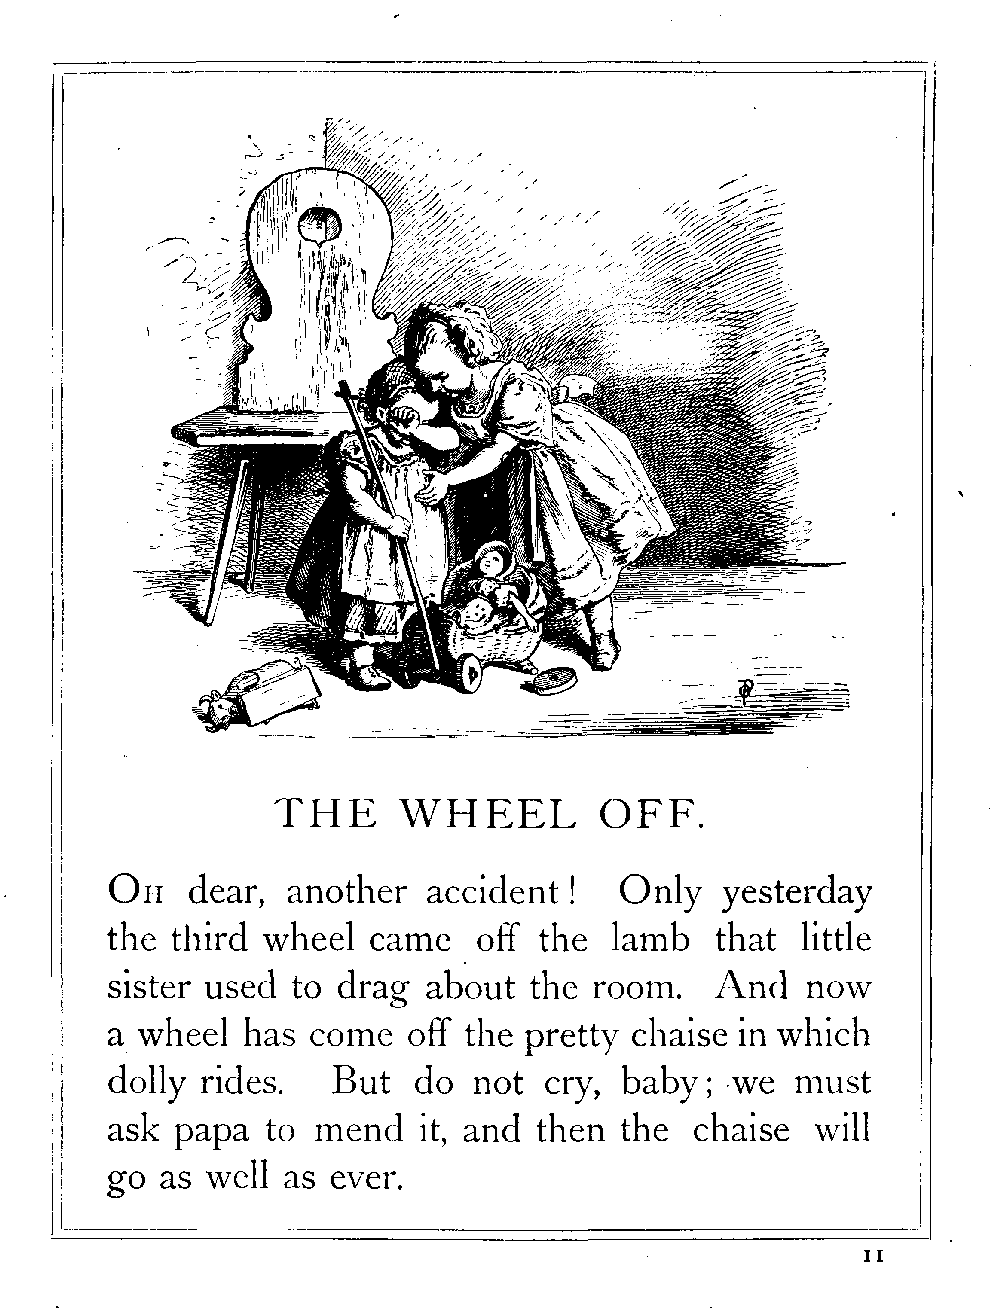 THE WHEEL OFF.
OH dear, another accident! Only yesterday
the third wheel came off the lamb that little
sister used to drag about the room. And now
a wheel has come off the pretty chaise in which
dolly rides. But do not cry, baby; we must
ask papa to mend it, and then the chaise will
go as well as ever.
11